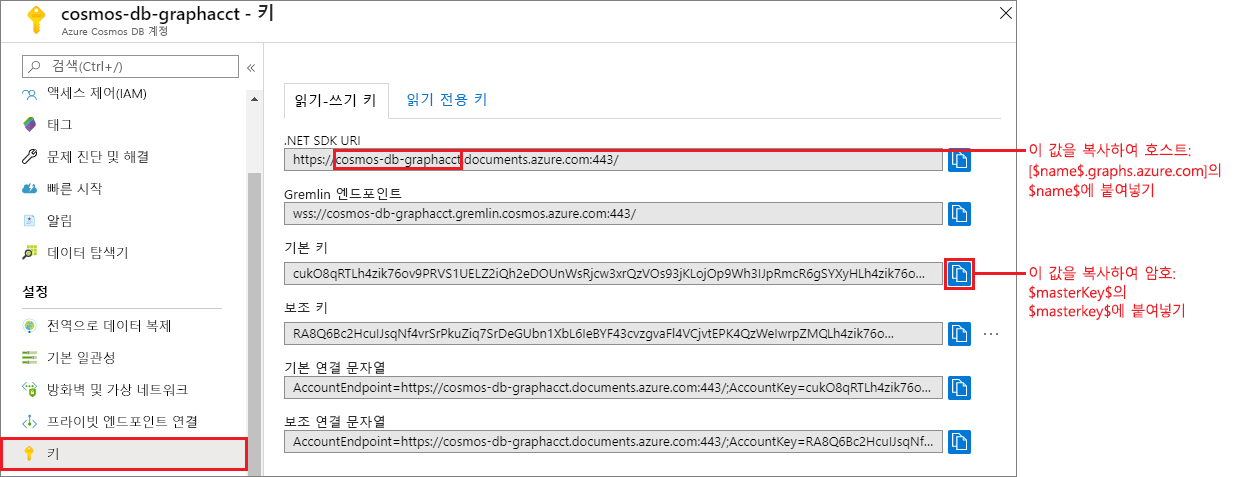 cosmos-db-graphacct - 키
Azure Cosmos DB 계정
검색(Ctrl+/)
액세스 제어(IAM)
태그
문제 진단 및 해결
빠른 시작
알림
데이터 탐색기
설정
전역으로 데이터 복제
기본 일관성
방화벽 및 가상 네트워크
프라이빗 엔드포인트 연결
키
읽기-쓰기 키
읽기 전용 키
.NET SDK URI
https://cosmos-db-graphacct.documents.azure.com:443/
Gremlin 엔드포인트
wss://cosmos-db-graphacct.gremlin.cosmos.azure.com:443/
기본 키
cukO8qRTLh4zik76ov9PRVS1UELZ2iQh2eDOUnWsRjcw3xrQzVOs93jKLojOp9Wh3IJpRmcR6gSYXyHLh4zik76o...
보조 키
RA8Q6Bc2HcuIJsqNf4vrSrPkuZiq7SrDeGUbn1XbL6IeBYF43cvzgvaFl4VCjvtEPK4QzWeIwrpZMQLh4zik76o...
기본 연결 문자열
AccountEndpoint=https://cosmos-db-graphacct.documents.azure.com:443/;AccountKey=cukO8qRTLh4zik76o...
보조 연결 문자열
AccountEndpoint=https://cosmos-db-graphacct.documents.azure.com:443/;AccountKey=RA8Q6Bc2HcuIJsqNf...
이 값을 복사하여 호스트:
[$name$.graphs.azure.com]의
$name$에 붙여넣기
이 값을 복사하여 암호:
$masterKey$의
$masterkey$에 붙여넣기